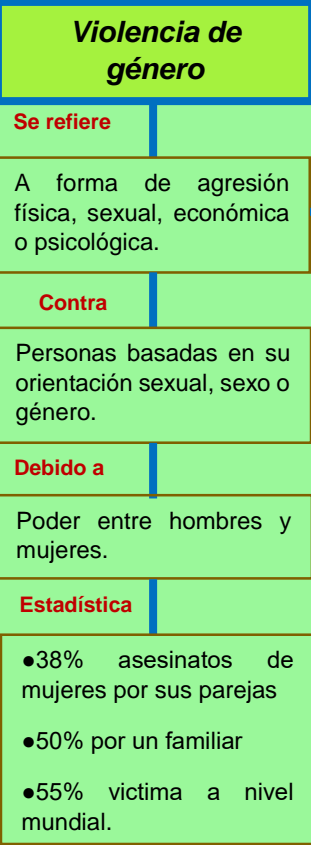 Violencia de
género
Se refiere
A forma de agresión
física, sexual, económica
o psicológica.
Contra
Personas basadas en su
orientación sexual, sexo o
género.
Debido a
Poder entre hombres y
mujeres.
Estadística
●38% asesinatos de
mujeres por sus parejas
●50% por un familiar
●55% victima a nivel
mundial.